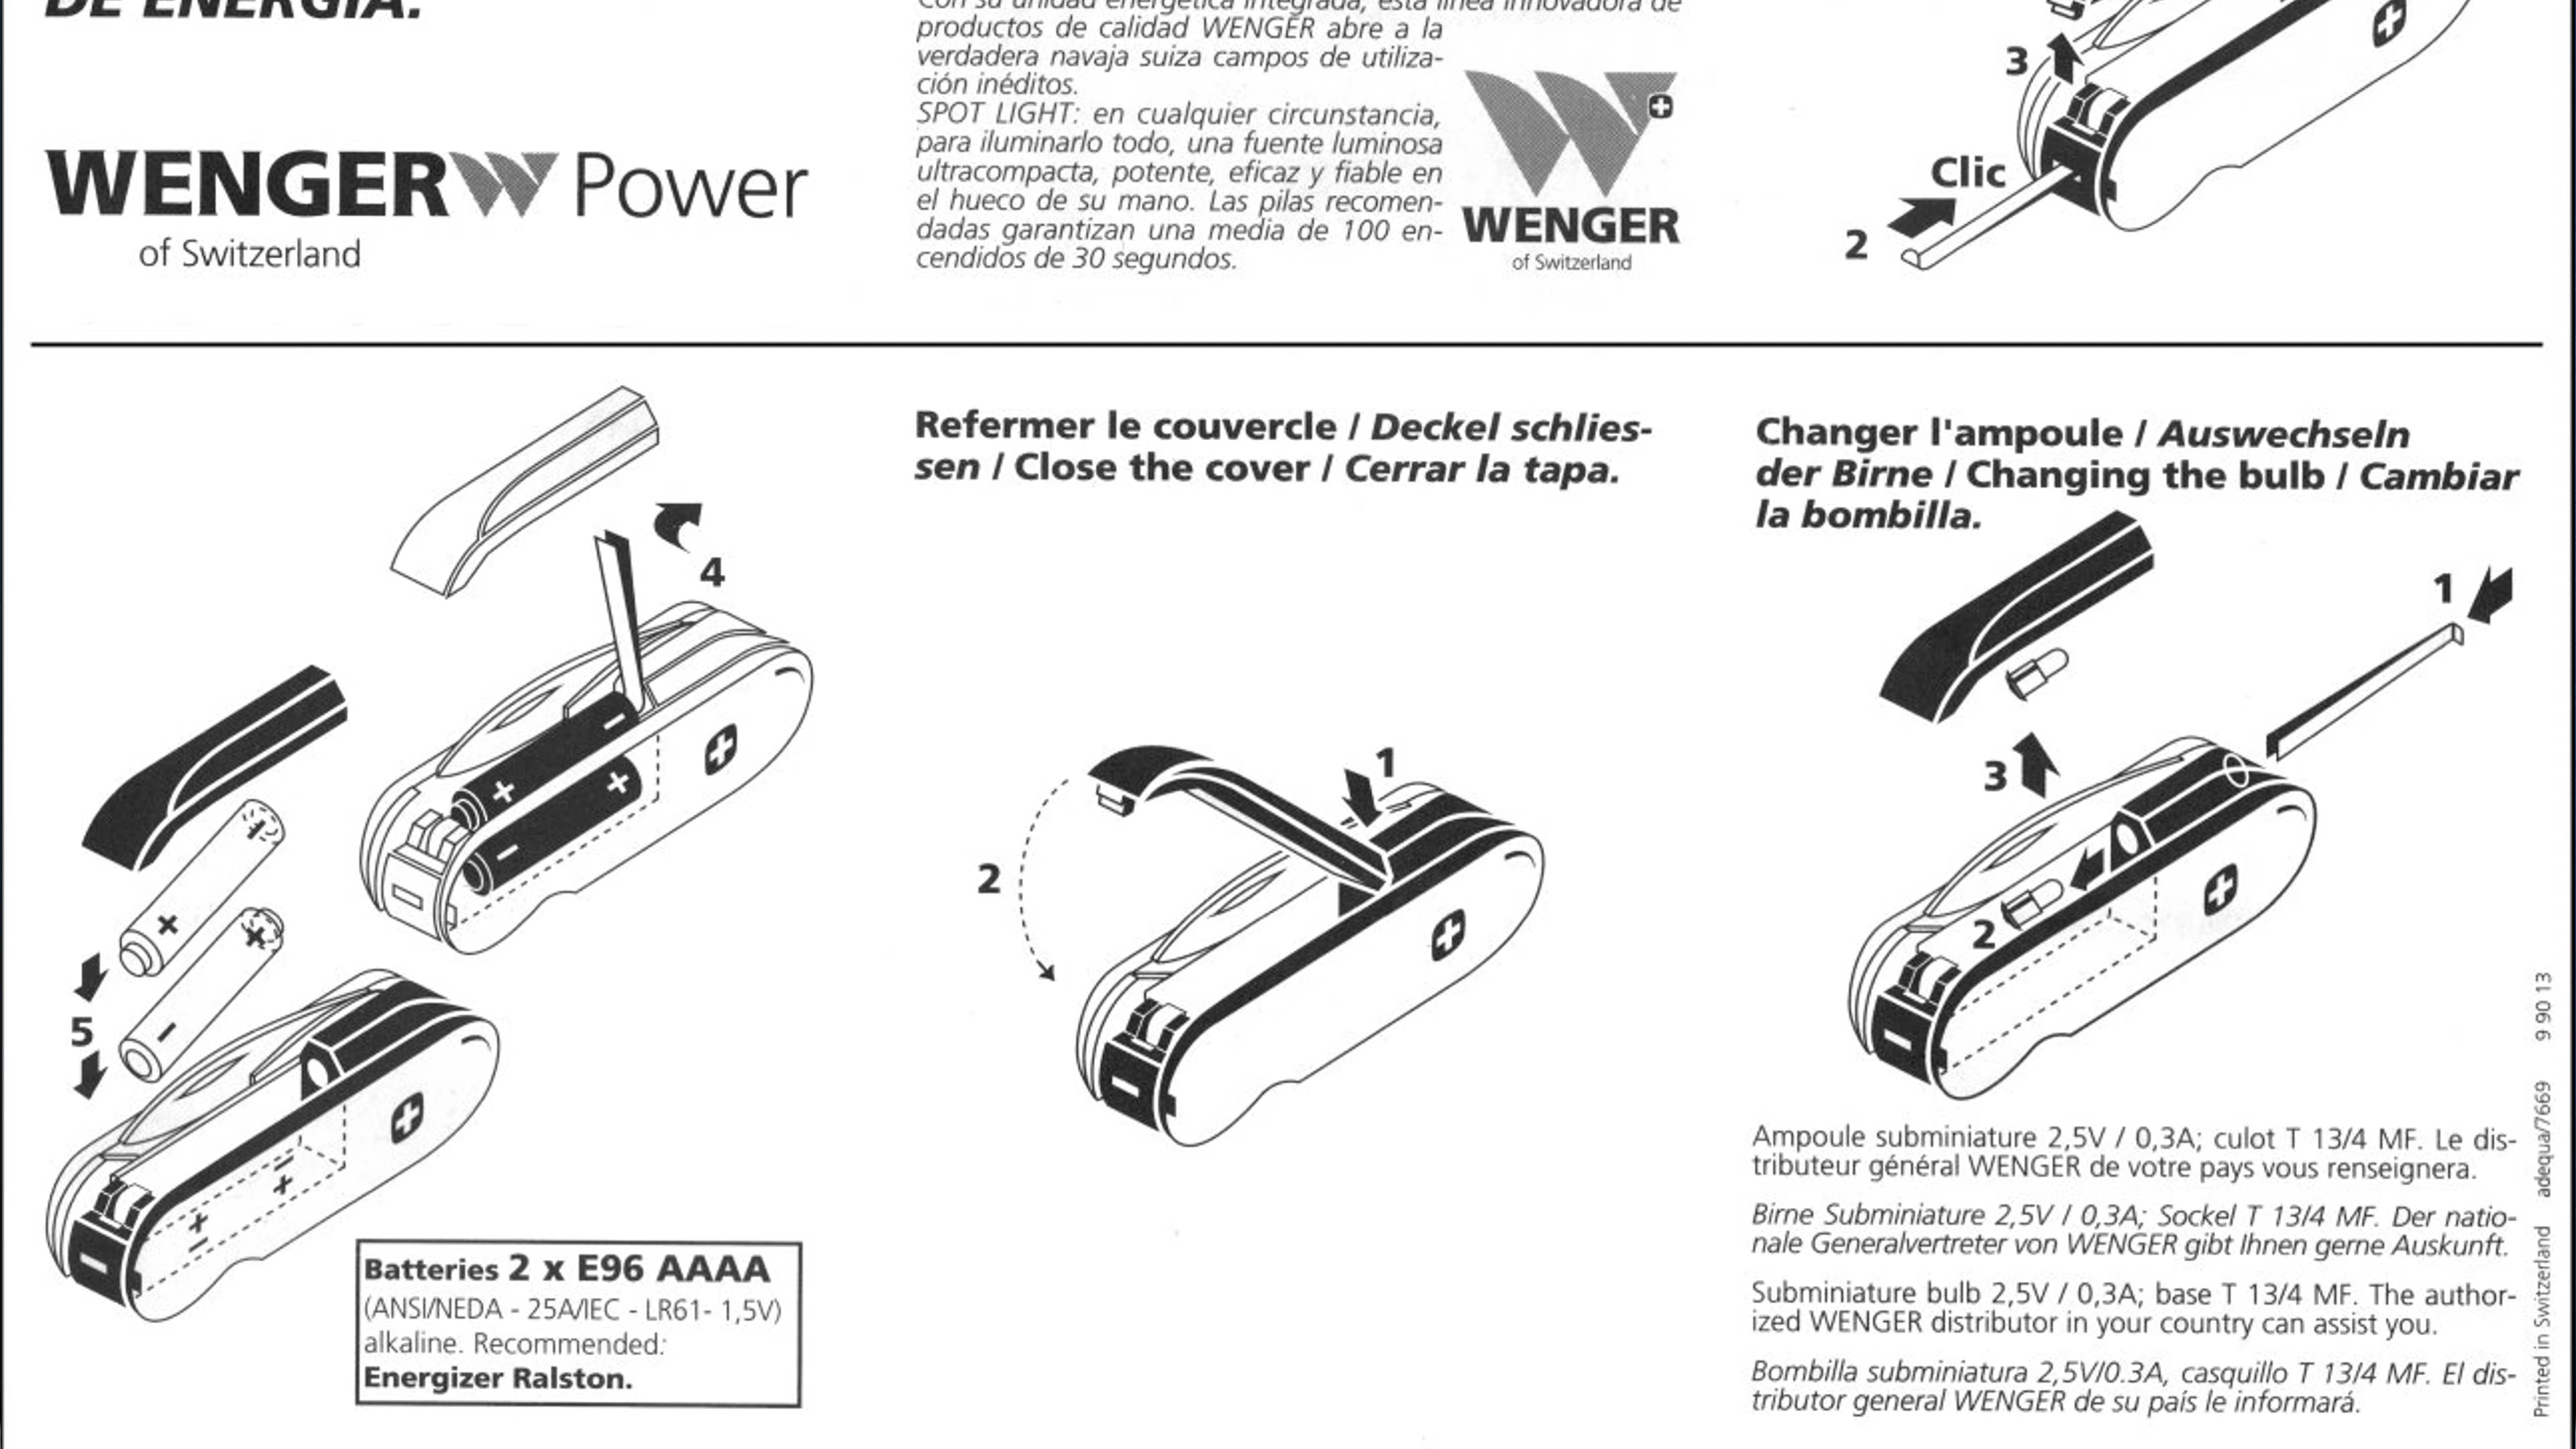 DE ENERGÍA.
WENGER Power
of Switzerland
Con su unidad energética integrada, esta línea innovadora de
productos de calidad WENGER abre a la
verdadera navaja suiza campos de utiliza-
ción inéditos.
SPOT LIGHT: en cualquier circunstancia,
para iluminarlo todo, una fuente luminosa
ultracompacta, potente, eficaz y fiable en
el hueco de su mano. Las pilas recomen-
dadas garantizan una media de 100 en-
cendidos de 30 segundos.
WENGER
of Switzerland
3
Clic
2
4
+
-
+
-
+
-
+
5
-
-
+
+
-
Batteries 2 x E96 AAAA
(ANSI/NEDA - 25A/IEC - LR61- 1,5V)
alkaline. Recommended:
Energizer Ralston.
Refermer le couvercle / Deckel schlies-
sen / Close the cover / Cerrar la tapa.
1
2
Changer l'ampoule / Auswechseln
der Birne / Changing the bulb / Cambiar
la bombilla.
1
3
2
Ampoule subminiature 2,5V / 0,3A; culot T 13/4 MF. Le dis-
tributeur général WENGER de votre pays vous renseignera.
Birne Subminiature 2,5V / 0,3A; Sockel T 13/4 MF. Der natio-
nale Generalvertreter von WENGER gibt Ihnen gerne Auskunft.
Subminiature bulb 2,5V / 0,3A; base T 13/4 MF. The author-
ized WENGER distributor in your country can assist you.
Bombilla subminiatura 2,5V/0.3A, casquillo T 13/4 MF. El dis-
tributor general WENGER de su país le informará.
Printed in Switzerland adequa/7669 9 90 13